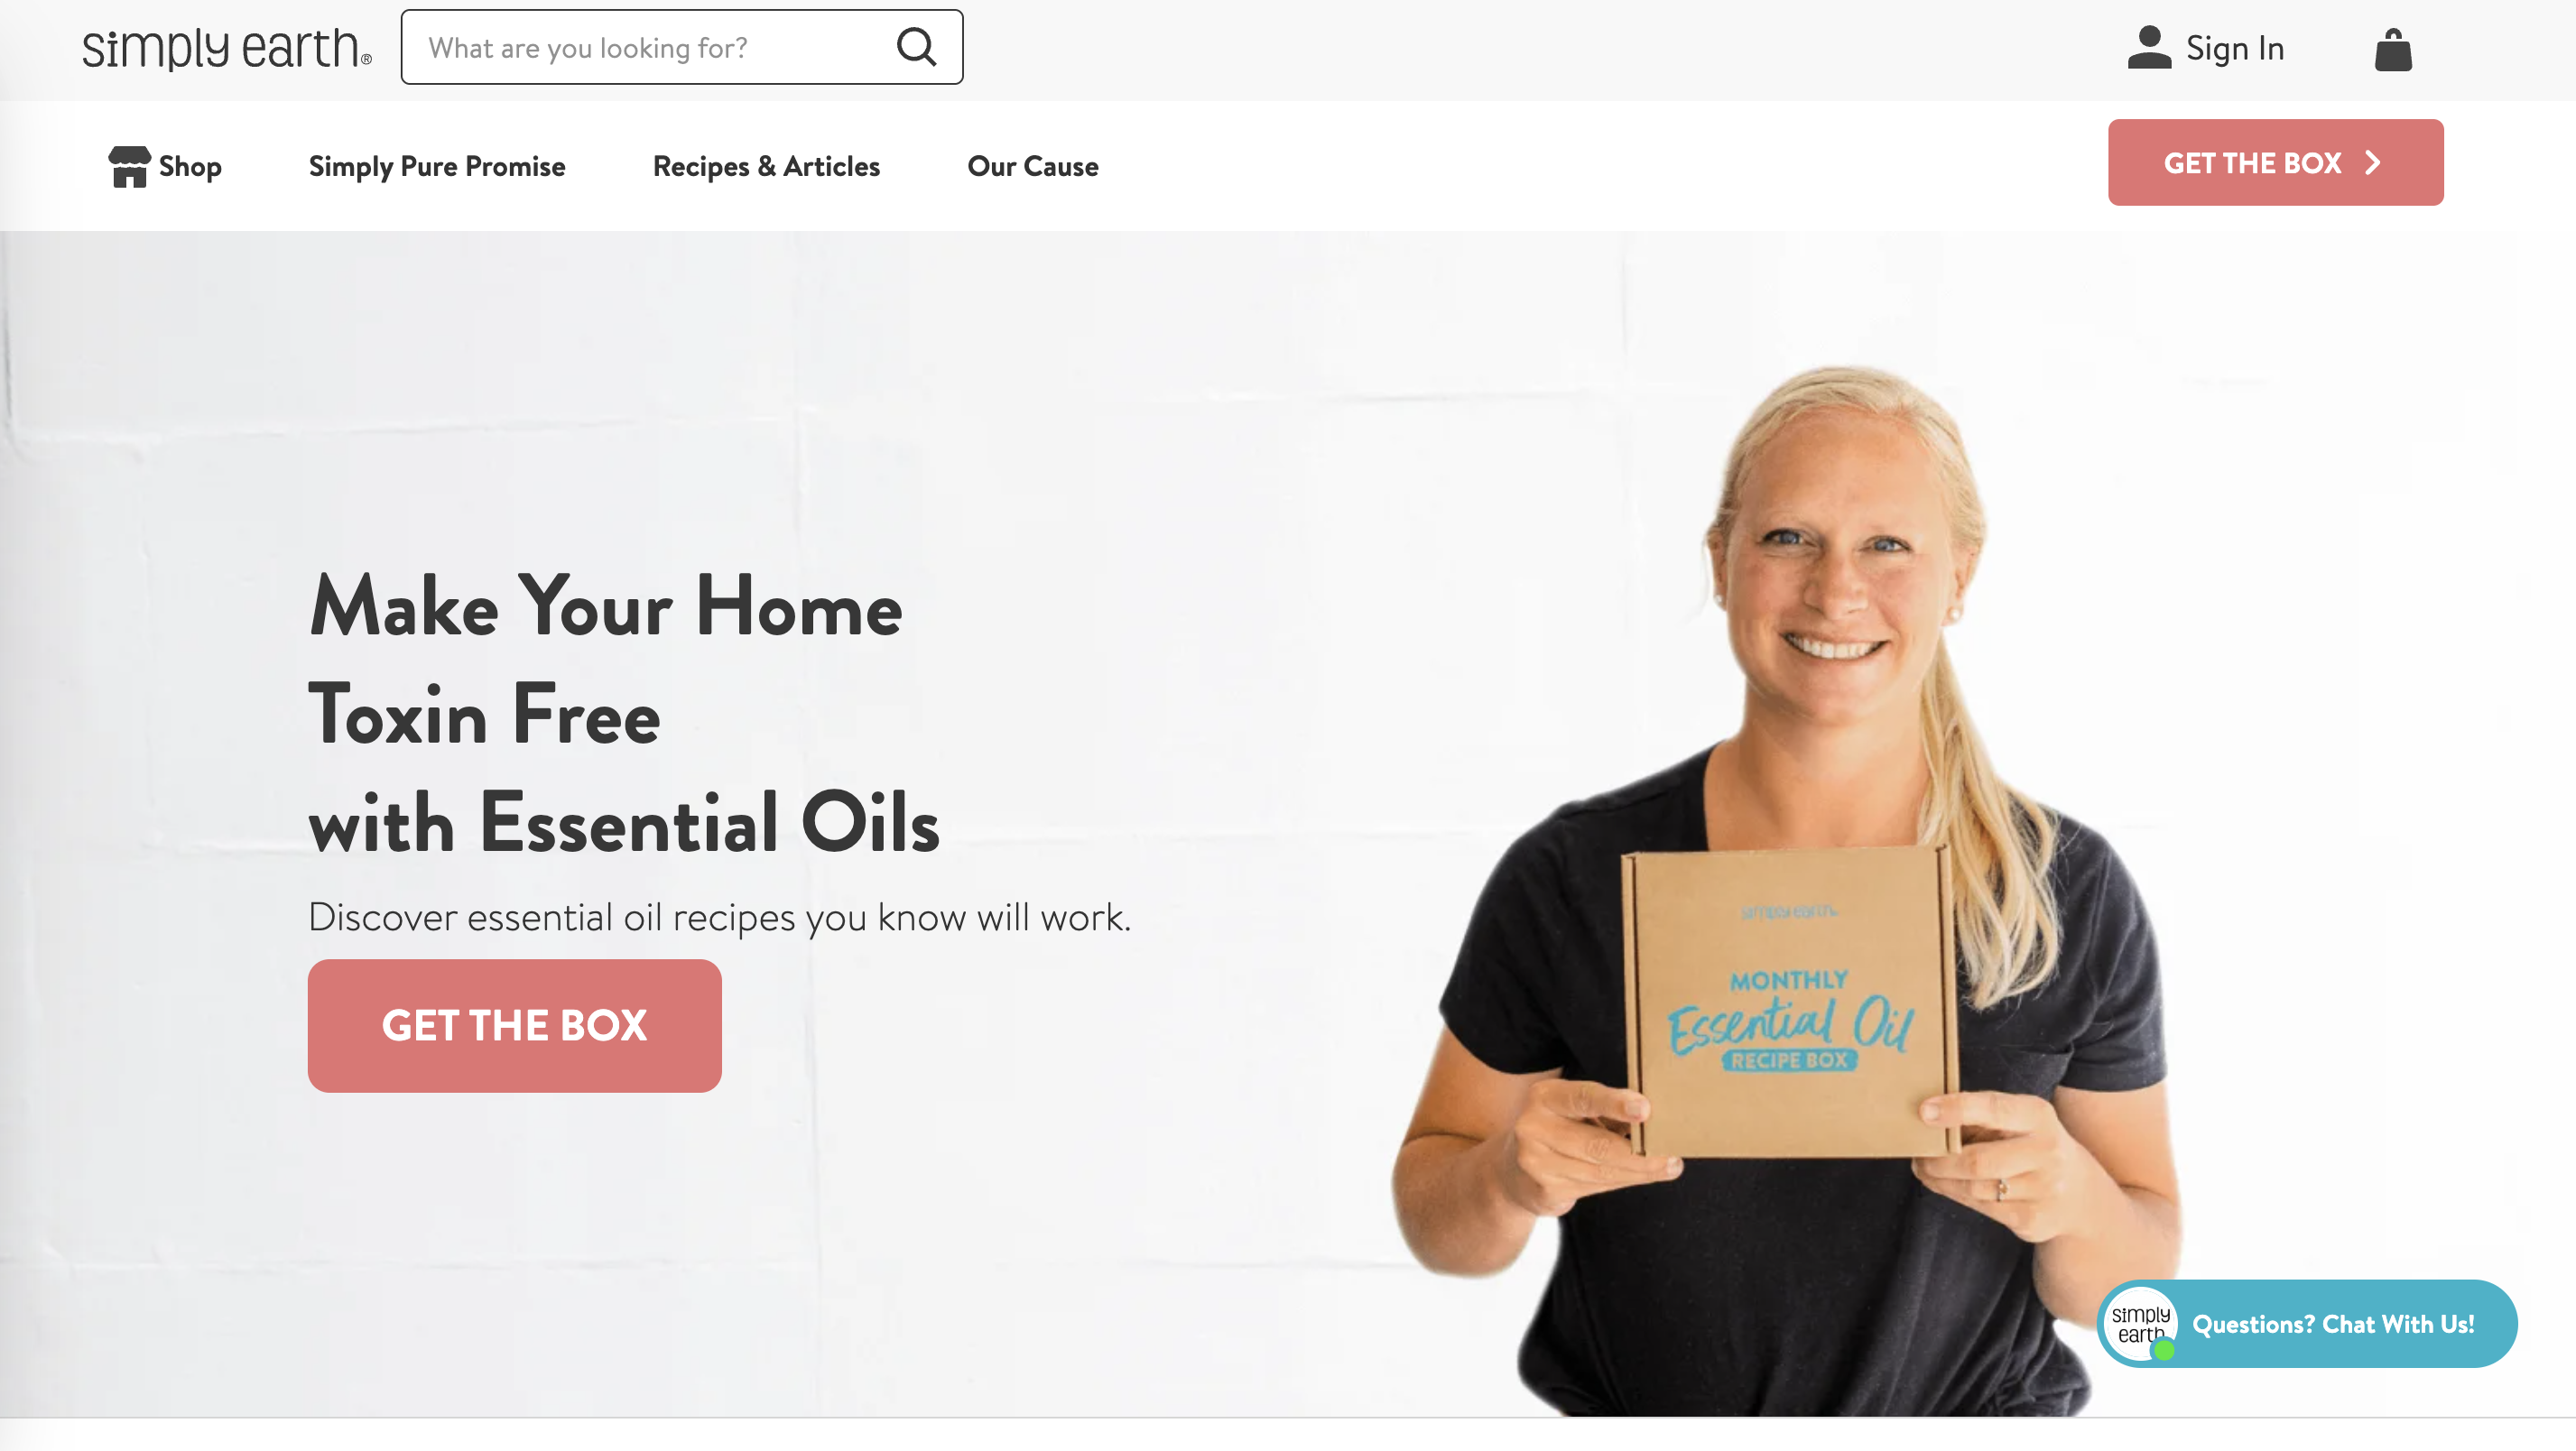 simply earth®
What are you looking for?
Sign In
Shop
Simply Pure Promise
Recipes & Articles
Our Cause
GET THE BOX
Make Your Home
Toxin Free
with Essential Oils
Discover essential oil recipes you know will work.
GET THE BOX
simply earth
MONTHLY
Essential Oil
RECIPE BOX
simply
earth
Questions? Chat With Us!